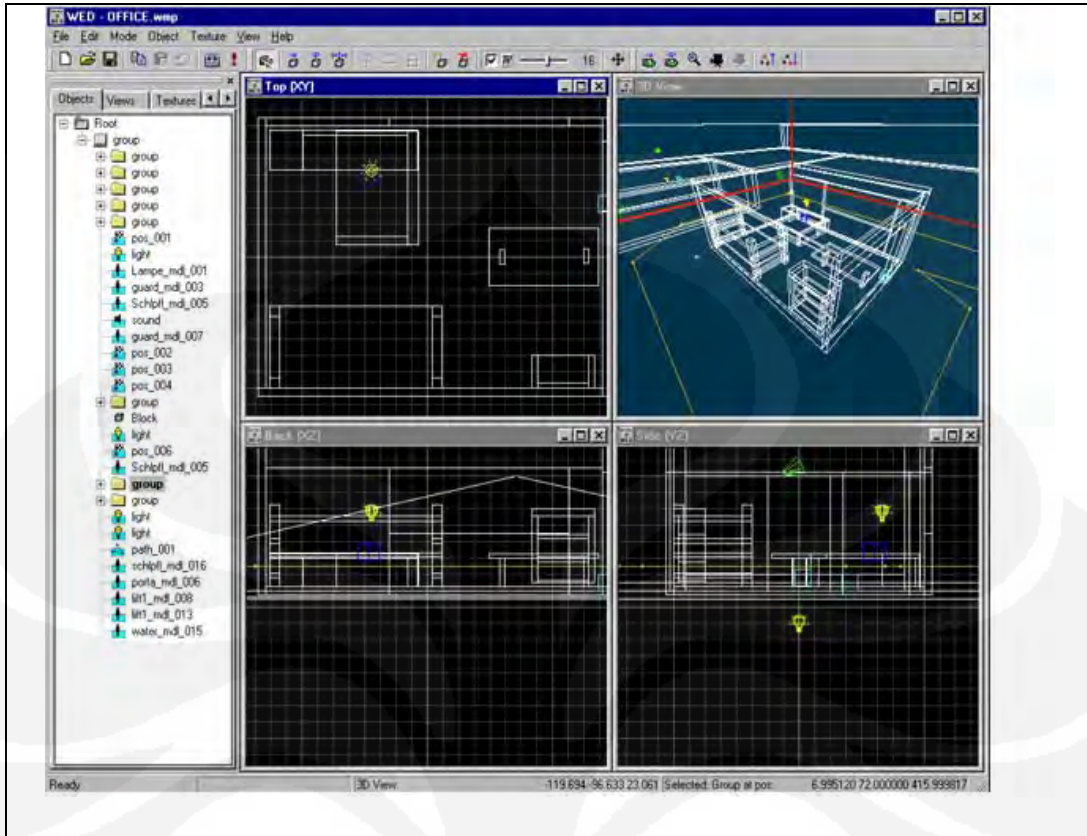 WED - OFFICE.wmp
File Edit Mode Object Texture View Help
16
Objects Views Textures
Top [XY]
3D View
Root
group
group
group
group
group
group
pos_001
light
Lampe_mdl_001
guard_mdl_003
Schlpfl_mdl_005
sound
guard_mdl_007
pos_002
pos_003
pos_004
group
Block
light
pos_006
Schlpfl_mdl_005
group
group
light
light
path_001
schlpfl_mdl_016
porta_mdl_006
lift1_mdl_008
lift1_mdl_013
water_mdl_015
Back [XZ]
Side [YZ]
Ready
3D View
-119.694 -96.633 23.061
Selected: Group at pos:
6.995120 72.000000 415.999817